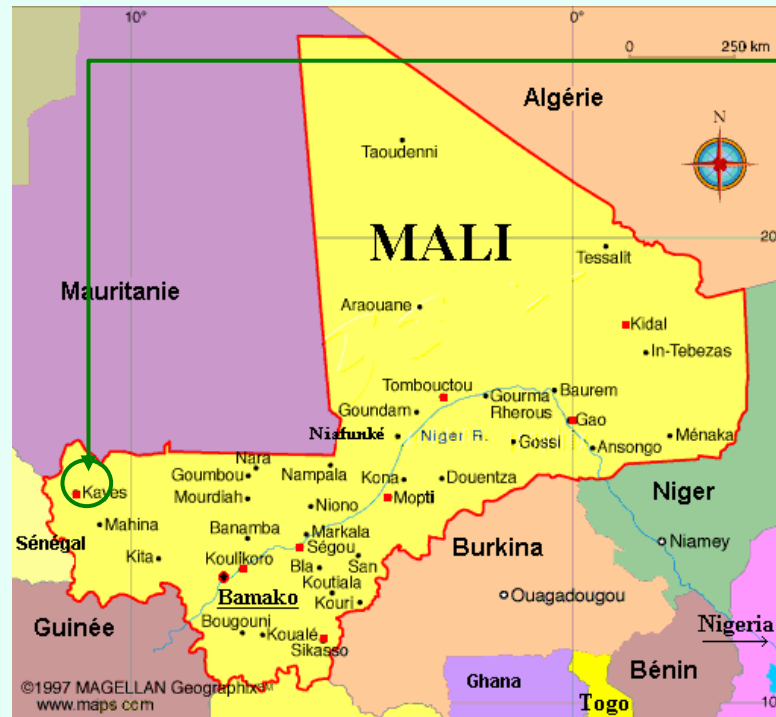 10°
0°
0
250 km
Algérie
N
Taoudenni
20
MALI
Tessalit
Mauritanie
Araouane
Kidal
In-Tebezas
Tombouctou
Baurem
Gourma
Rherous
Goundam
Gao
Niafunké
Niger R.
Gossi
Ansongo
Ménaka
Nara
Goumbou
Nampala
Kona
Douentza
Kayes
Mourdiah
Niono
Mopti
Niger
Mahina
Banamba
Markala
Sénégal
Ségou
Burkina
Niamey
Kita
Koulikoro
Bla
San
Koutiala
Bamako
Kouri
Ouagadougou
Guinée
Bougouni
Koualé
Sikasso
Nigeria
Bénin
Ghana
Togo
©1997 MAGELLAN Geographix℠
www.maps.com
10